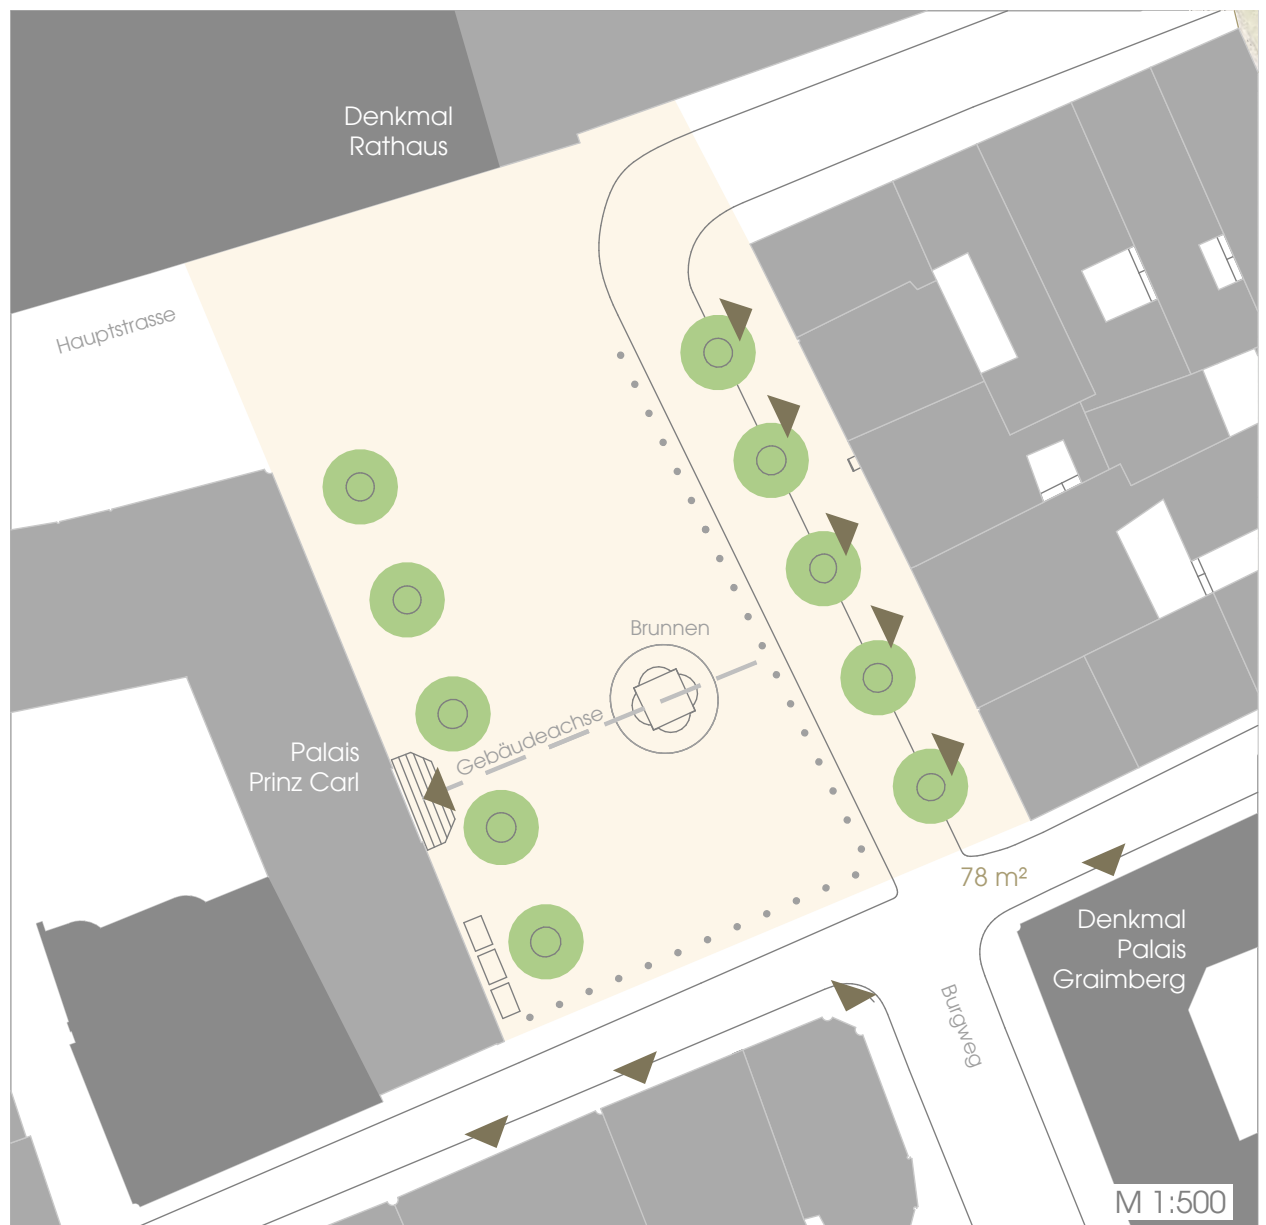 Denkmal
Rathaus
Hauptstrasse
Brunnen
Gebäudeachse
Palais
Prinz Carl
78 m²
Denkmal
Palais
Graimberg
Burgweg
M 1:500